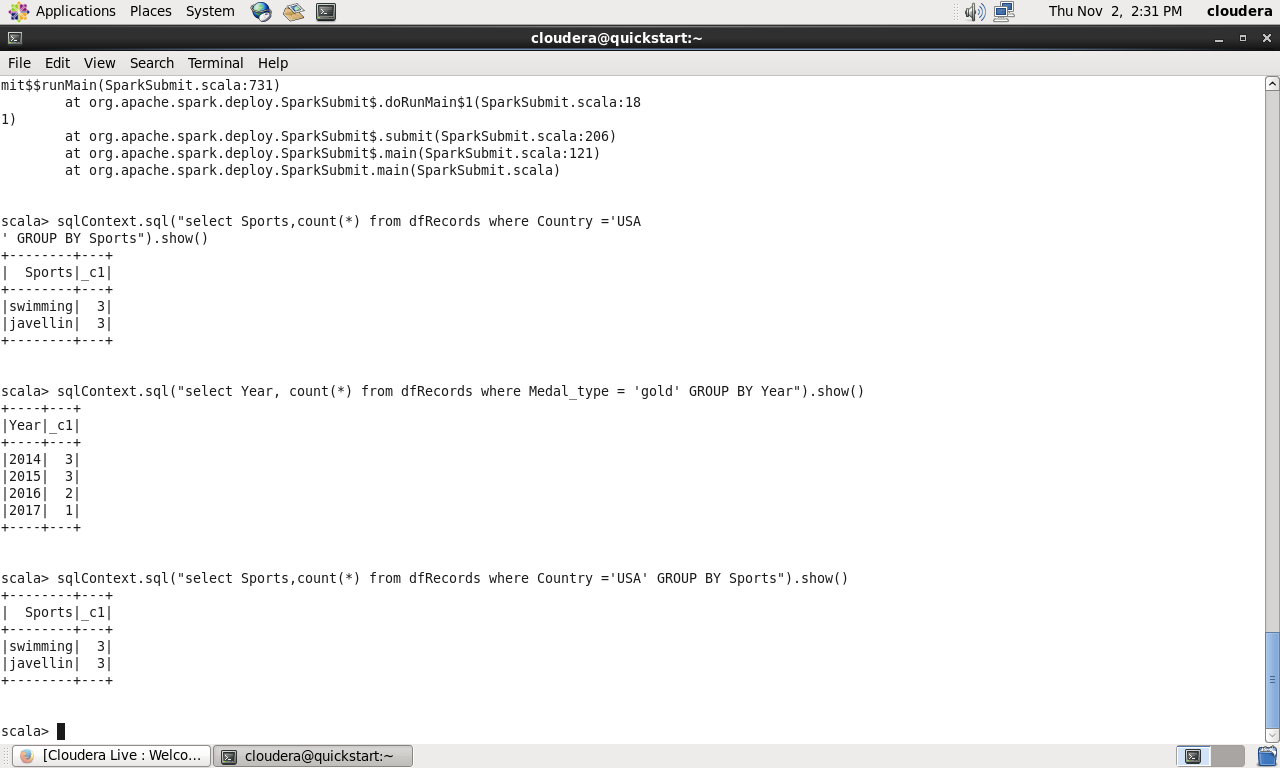 Applications Places System Thu Nov 2, 2:31 PM cloudera
cloudera@quickstart:~
File Edit View Search Terminal Help
mit$$runMain(SparkSubmit.scala:731)
        at org.apache.spark.deploy.SparkSubmit$.doRunMain$1(SparkSubmit.scala:18
1)
        at org.apache.spark.deploy.SparkSubmit$.submit(SparkSubmit.scala:206)
        at org.apache.spark.deploy.SparkSubmit$.main(SparkSubmit.scala:121)
        at org.apache.spark.deploy.SparkSubmit.main(SparkSubmit.scala)
scala> sqlContext.sql("select Sports,count(*) from dfRecords where Country ='USA
' GROUP BY Sports").show()
+--------+---+
|  Sports|_c1|
+--------+---+
|swimming|  3|
|javellin|  3|
+--------+---+
scala> sqlContext.sql("select Year, count(*) from dfRecords where Medal_type = 'gold' GROUP BY Year").show()
+----+---+
|Year|_c1|
+----+---+
|2014|  3|
|2015|  3|
|2016|  2|
|2017|  1|
+----+---+
scala> sqlContext.sql("select Sports,count(*) from dfRecords where Country ='USA' GROUP BY Sports").show()
+--------+---+
|  Sports|_c1|
+--------+---+
|swimming|  3|
|javellin|  3|
+--------+---+
scala>
[Cloudera Live : Welco... cloudera@quickstart:~